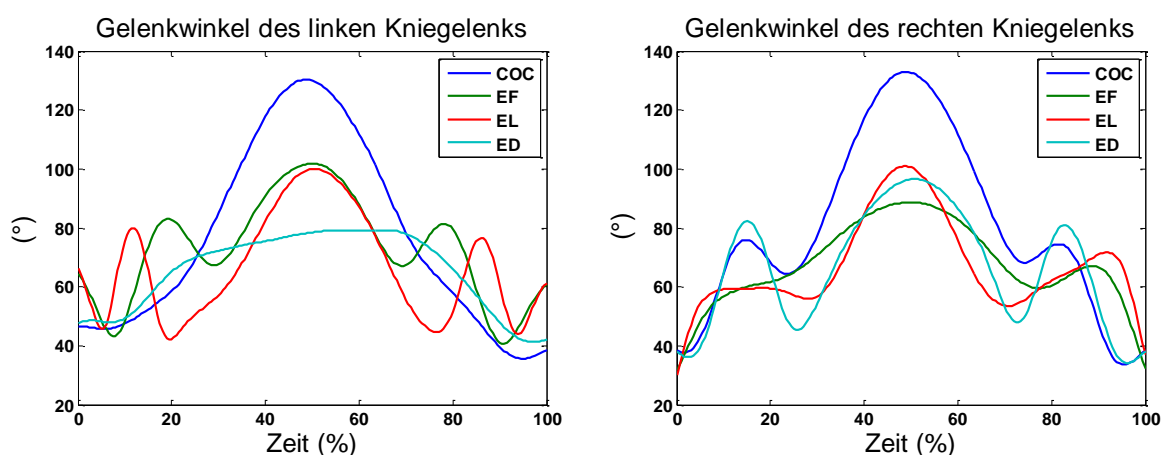 Gelenkwinkel des linken Kniegelenks
140
120
100
80
60
40
20
0 20 40 60 80 100
(°)
Zeit (%)
COC
EF
EL
ED
Gelenkwinkel des rechten Kniegelenks
140
120
100
80
60
40
20
0 20 40 60 80 100
(°)
Zeit (%)
COC
EF
EL
ED